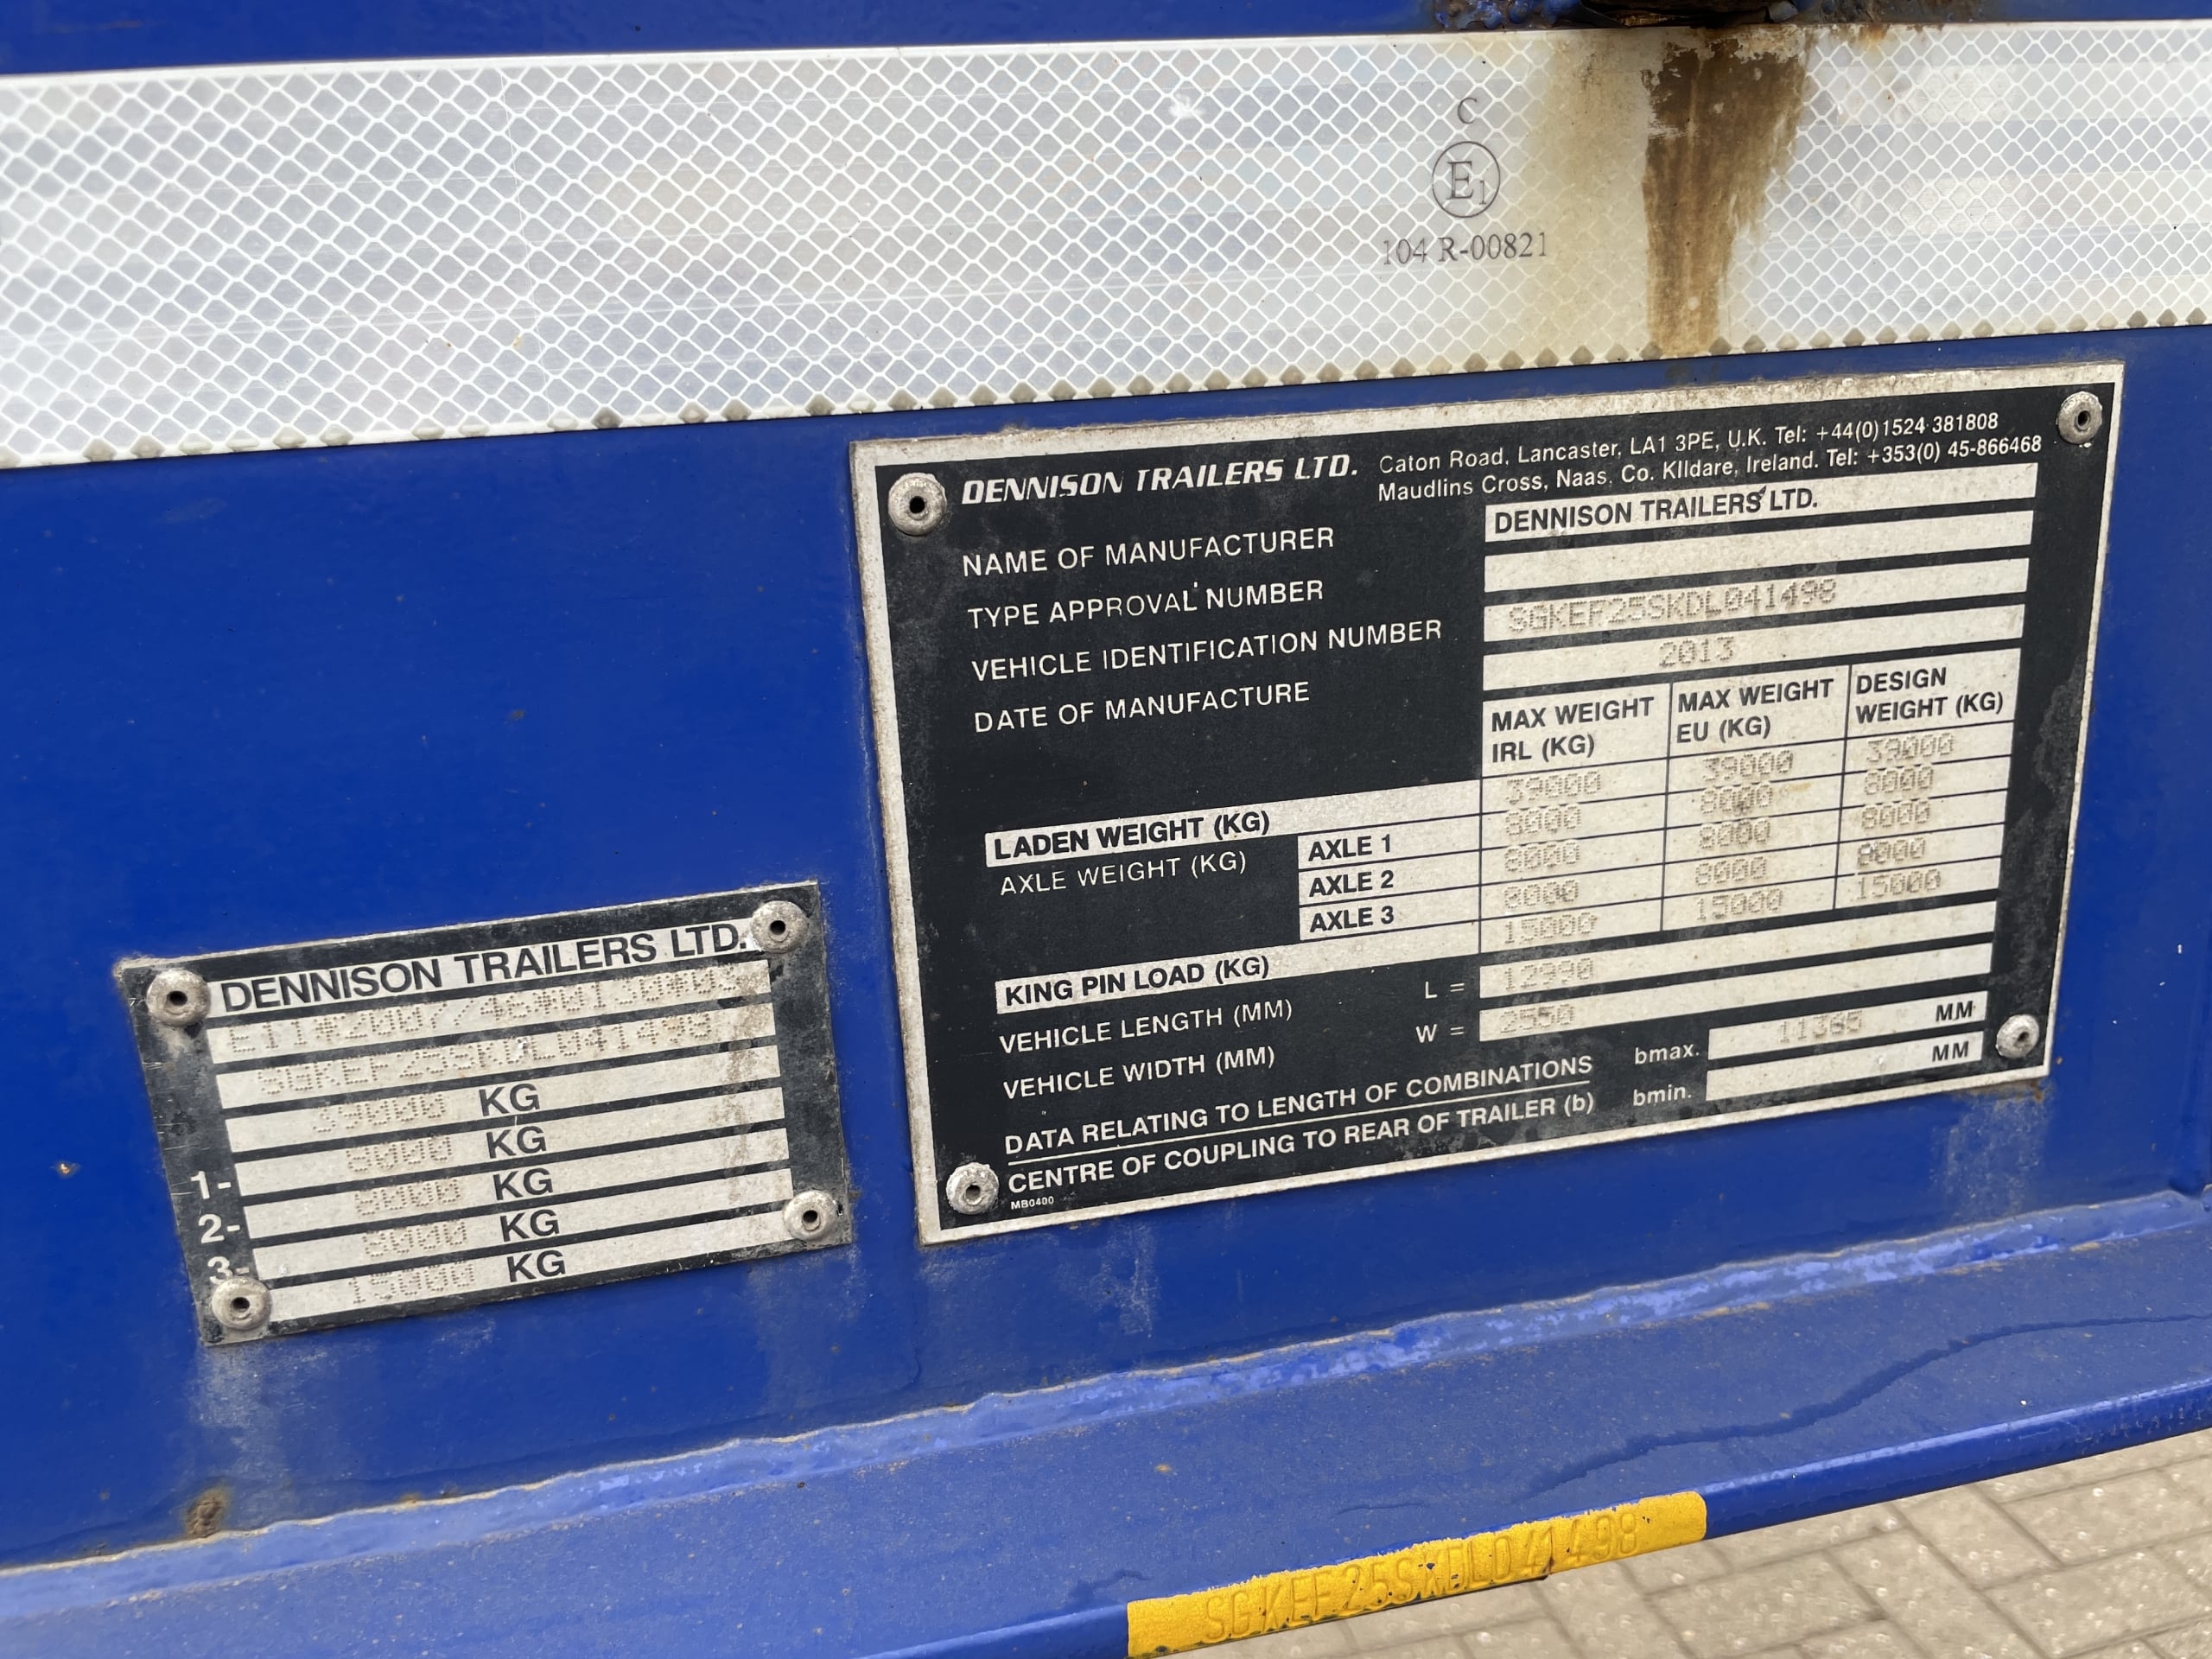 C
E1
104 R-00821
DENNISON TRAILERS LTD.
Caton Road, Lancaster, LA1 3PE, U.K. Tel: +44(0)1524 381808
Maudlins Cross, Naas, Co. KIldare, Ireland. Tel: +353(0) 45-866468
NAME OF MANUFACTURER DENNISON TRAILERS LTD.
TYPE APPROVAL NUMBER
VEHICLE IDENTIFICATION NUMBER SGKEF25SKDL041498
DATE OF MANUFACTURE 2013
MAX WEIGHT IRL (KG) MAX WEIGHT EU (KG) DESIGN WEIGHT (KG)
LADEN WEIGHT (KG) 39000 39000 39000
AXLE WEIGHT (KG) AXLE 1 8000 8000 8000
AXLE 2 8000 8000 8000
AXLE 3 8000 8000 8000
KING PIN LOAD (KG) 15000 15000 15000
VEHICLE LENGTH (MM) L = 12990
VEHICLE WIDTH (MM) W = 2550
DATA RELATING TO LENGTH OF COMBINATIONS bmax. 11365 MM
CENTRE OF COUPLING TO REAR OF TRAILER (b) bmin. MM
MB0400
DENNISON TRAILERS LTD.
SGKEF25SKDL041498
39000 KG
1- 8000 KG
2- 8000 KG
3- 8000 KG
15000 KG
SGKEF25SKDL041498